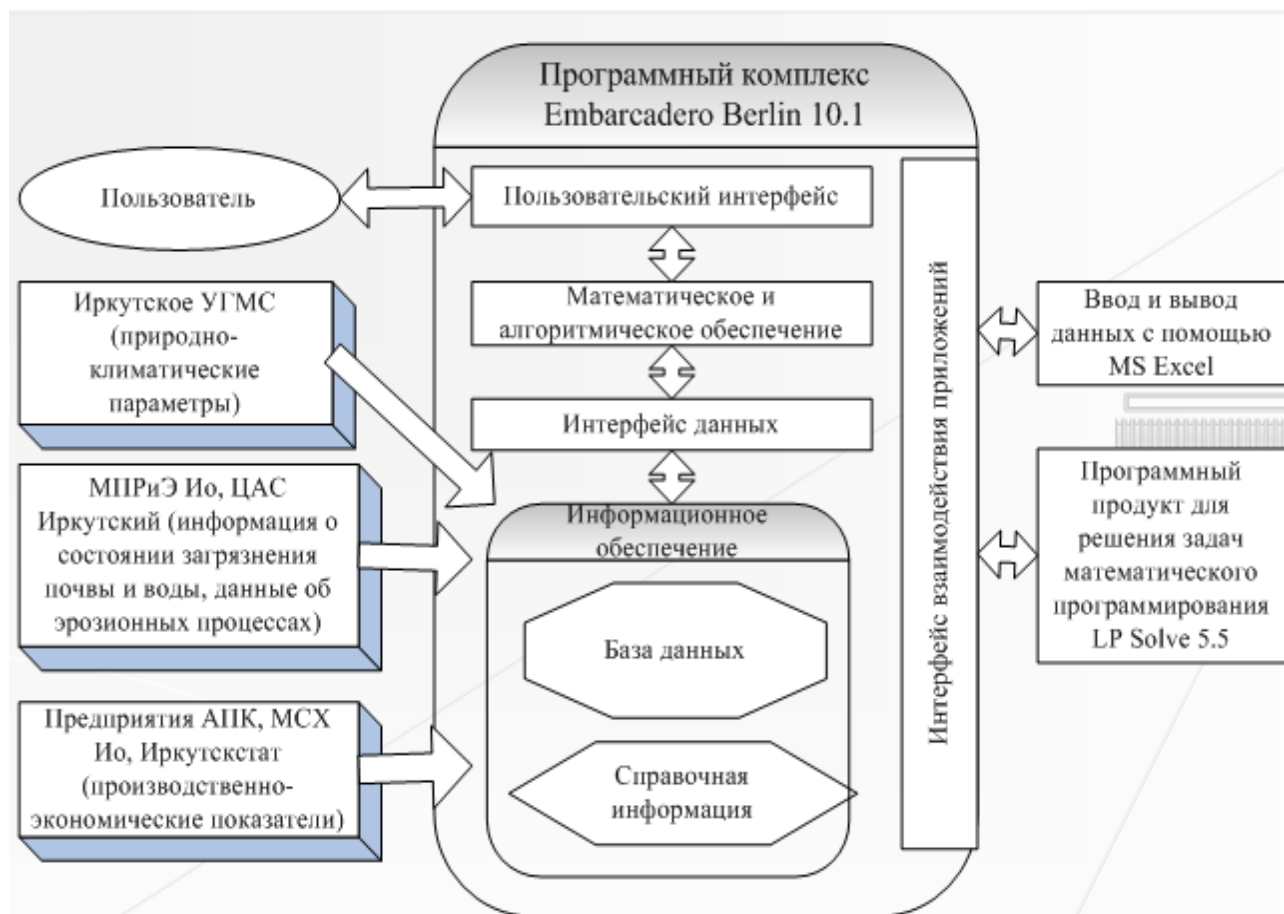 Программный комплекс
Embarcadero Berlin 10.1
Пользователь
Пользовательский интерфейс
Иркутское УГМС
(природно-
климатические
параметры)
Математическое и
алгоритмическое обеспечение
Интерфейс данных
МПРиЭ Ио, ЦАС
Иркутский (информация о
состоянии загрязнения
почвы и воды, данные об
эрозионных процессах)
Информационное
обеспечение
База данных
Предприятия АПК, МСХ
Ио, Иркутскстат
(производственно-
экономические показатели)
Справочная
информация
Интерфейс взаимодействия приложений
Ввод и вывод
данных с помощью
MS Excel
Программный
продукт для
решения задач
математического
программирования
LP Solve 5.5